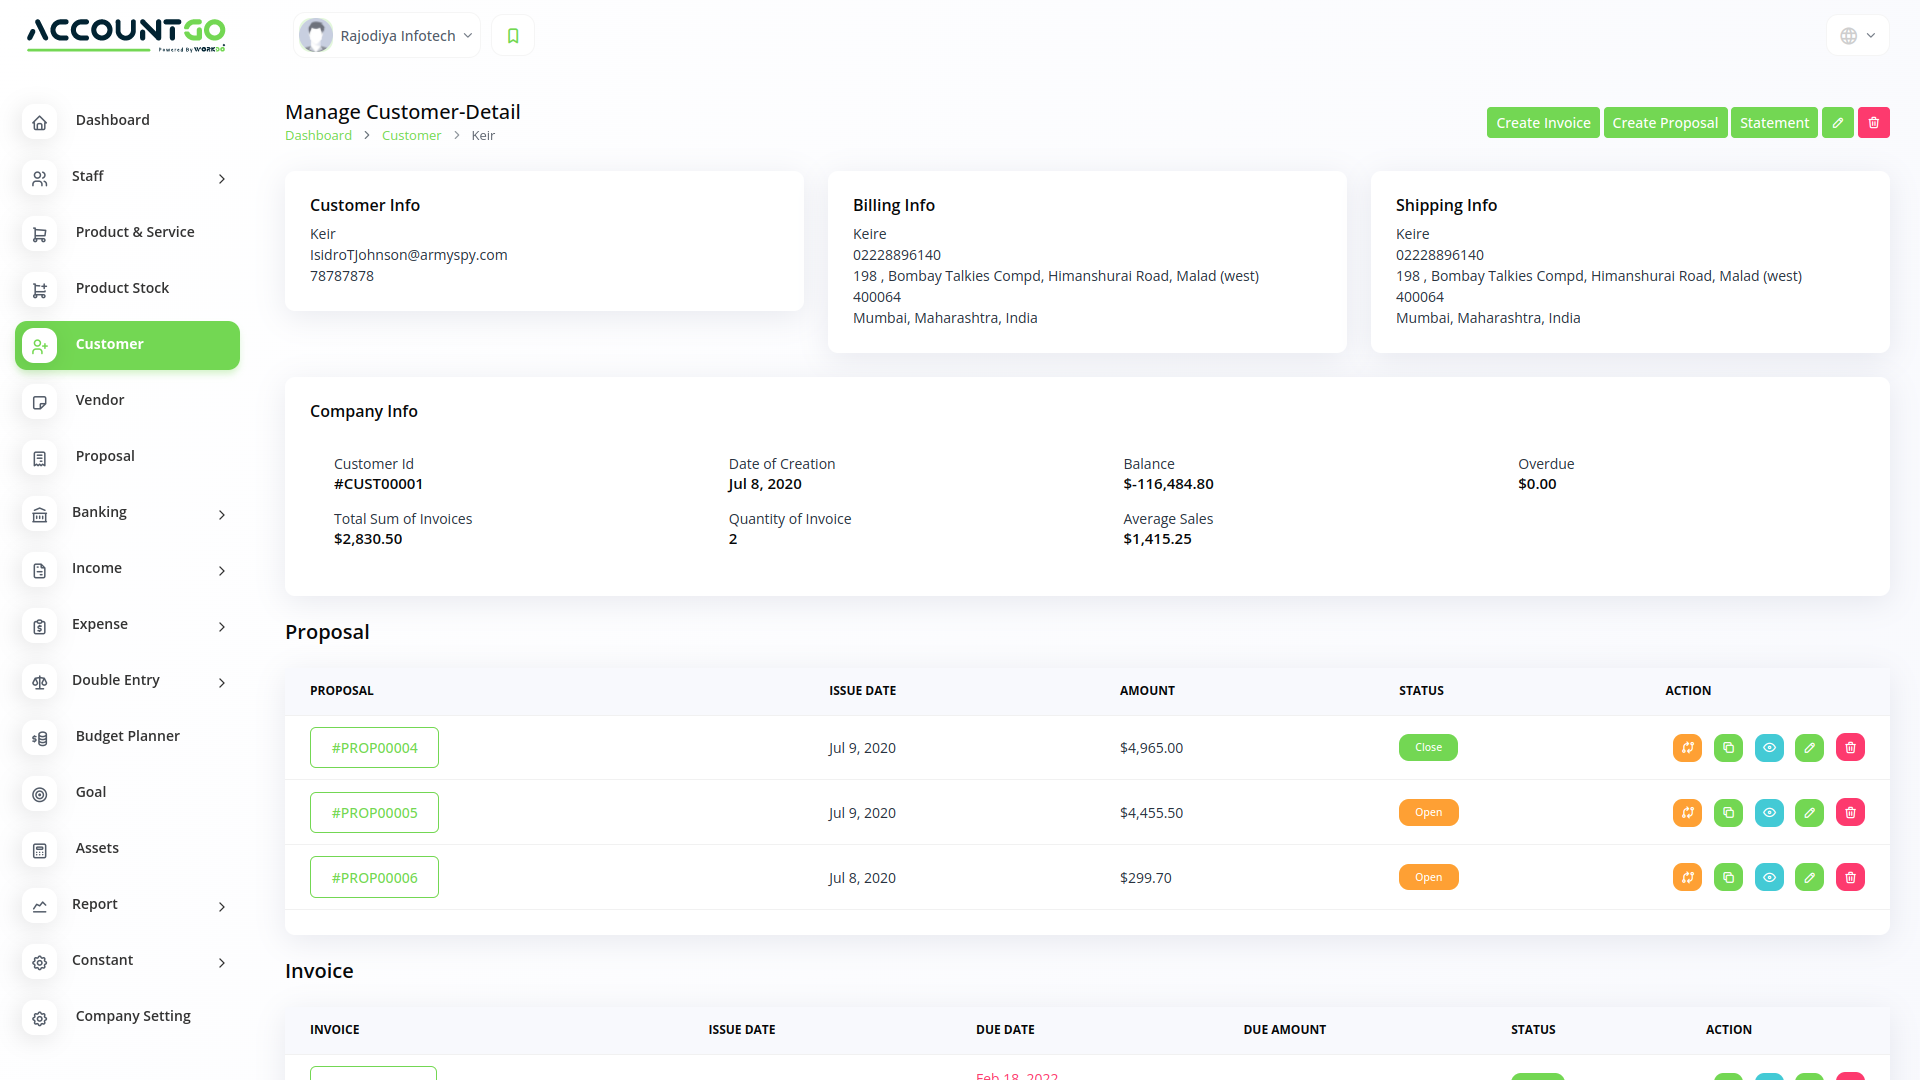 ACCOUNTGO
Powered By WORKDO
Rajodiya Infotech
Dashboard
Staff
Product & Service
Product Stock
Customer
Vendor
Proposal
Banking
Income
Expense
Double Entry
Budget Planner
Goal
Assets
Report
Constant
Company Setting
Manage Customer-Detail
Dashboard > Customer > Keir
Create Invoice Create Proposal Statement
Customer Info
Keir
IsidroTJohnson@armyspy.com
78787878
Billing Info
Keire
02228896140
198 , Bombay Talkies Compd, Himanshurai Road, Malad (west)
400064
Mumbai, Maharashtra, India
Shipping Info
Keire
02228896140
198 , Bombay Talkies Compd, Himanshurai Road, Malad (west)
400064
Mumbai, Maharashtra, India
Company Info
Customer Id Date of Creation Balance Overdue
#CUST00001 Jul 8, 2020 $-116,484.80 $0.00
Total Sum of Invoices Quantity of Invoice Average Sales
$2,830.50 2 $1,415.25
Proposal
PROPOSAL ISSUE DATE AMOUNT STATUS ACTION
#PROP00004 Jul 9, 2020 $4,965.00 Close
#PROP00005 Jul 9, 2020 $4,455.50 Open
#PROP00006 Jul 8, 2020 $299.70 Open
Invoice
INVOICE ISSUE DATE DUE DATE DUE AMOUNT STATUS ACTION
Feb 18, 2022